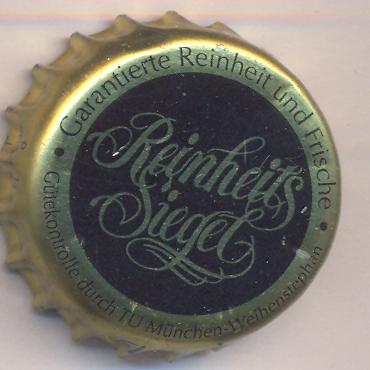 Garantierte Reinheit und Frische
Reinheits
Siegel
Gütekontrolle durch TU München-Weihenstephan